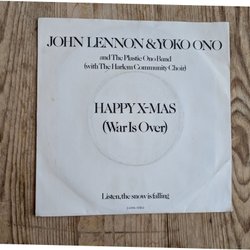 JOHN LENNON & YOKO ONO
and The Plastic Ono Band
(with The Harlem Community Choir)
HAPPY X-MAS
(War Is Over)
Listen, the snow is falling